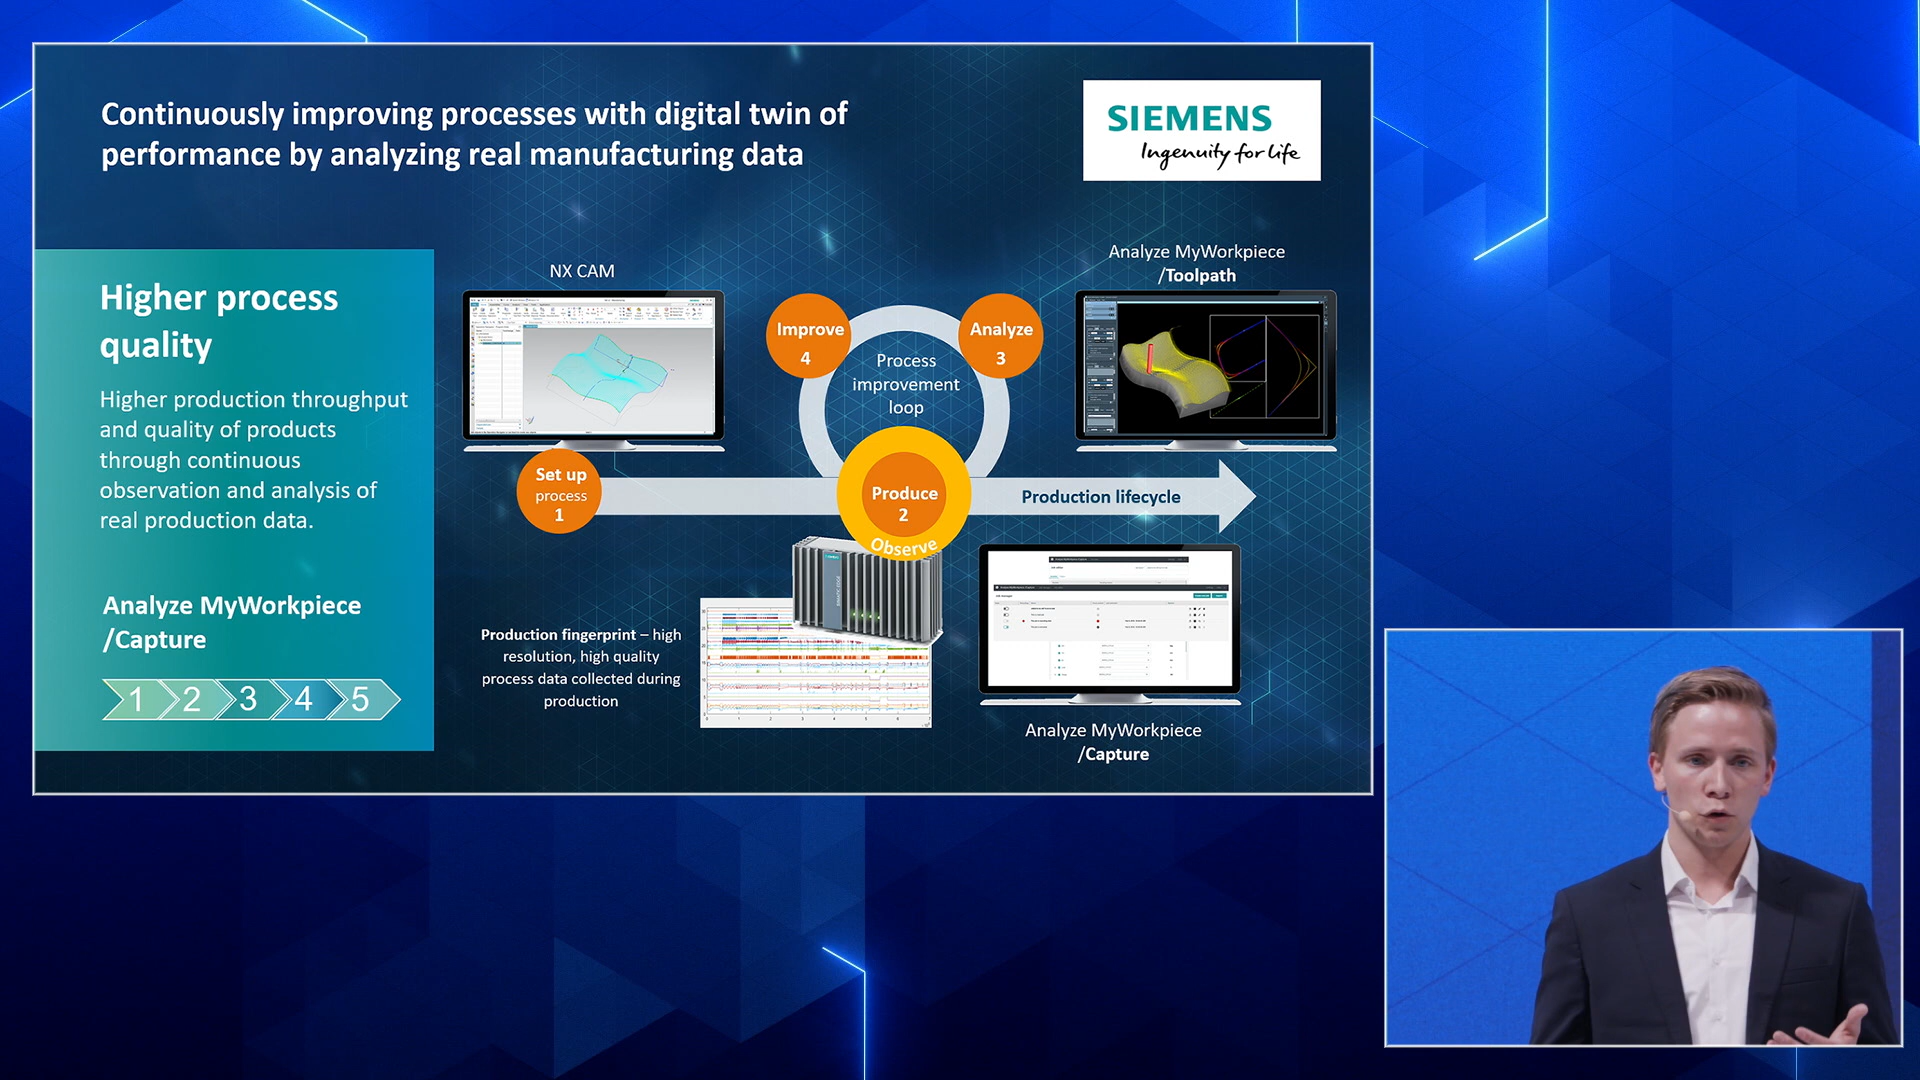 Continuously improving processes with digital twin of
performance by analyzing real manufacturing data
SIEMENS
Ingenuity for life
Higher process
quality
Higher production throughput
and quality of products
through continuous
observation and analysis of
real production data.
Analyze MyWorkpiece
/Capture
1 2 3 4 5
NX CAM
Analyze MyWorkpiece
/Toolpath
Improve
4
Analyze
3
Process
improvement
loop
Set up
process
1
Produce
2
Observe
Production lifecycle
Production fingerprint – high
resolution, high quality
process data collected during
production
Analyze MyWorkpiece
/Capture